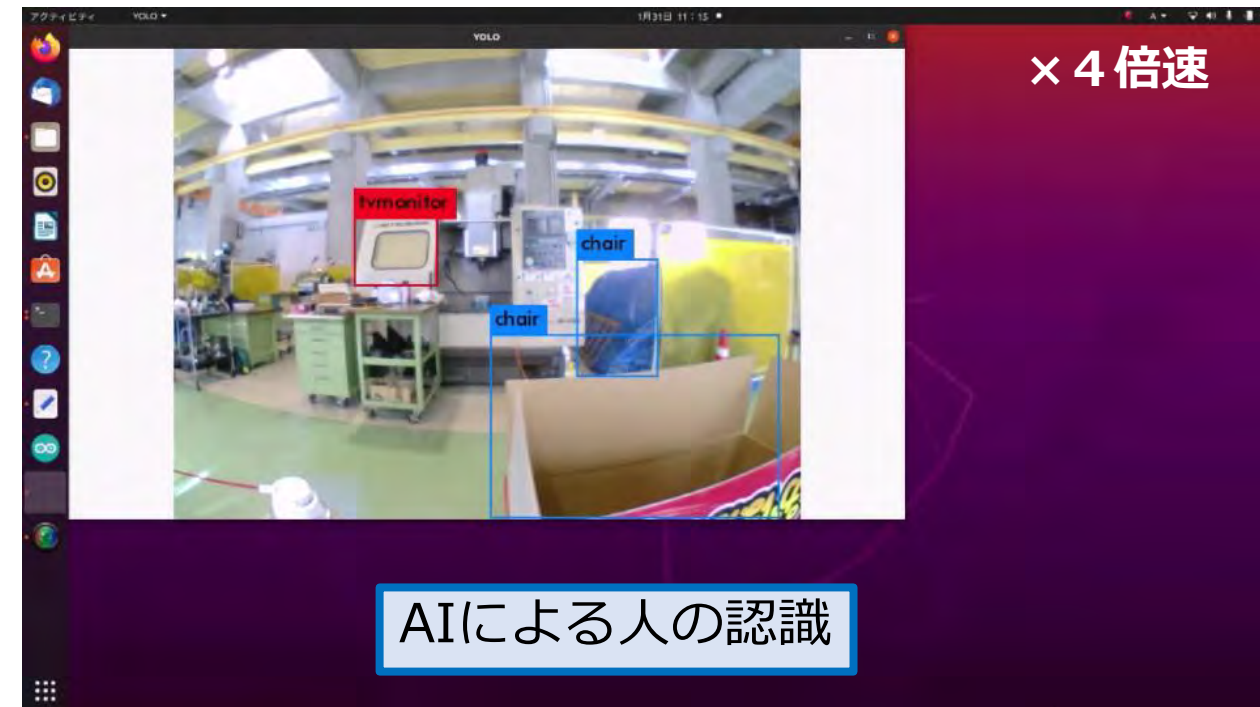 アクティビティ
YOLO
1月31日 11:15
A
YOLO
×４倍速
tvmonitor
chair
chair
AIによる人の認識